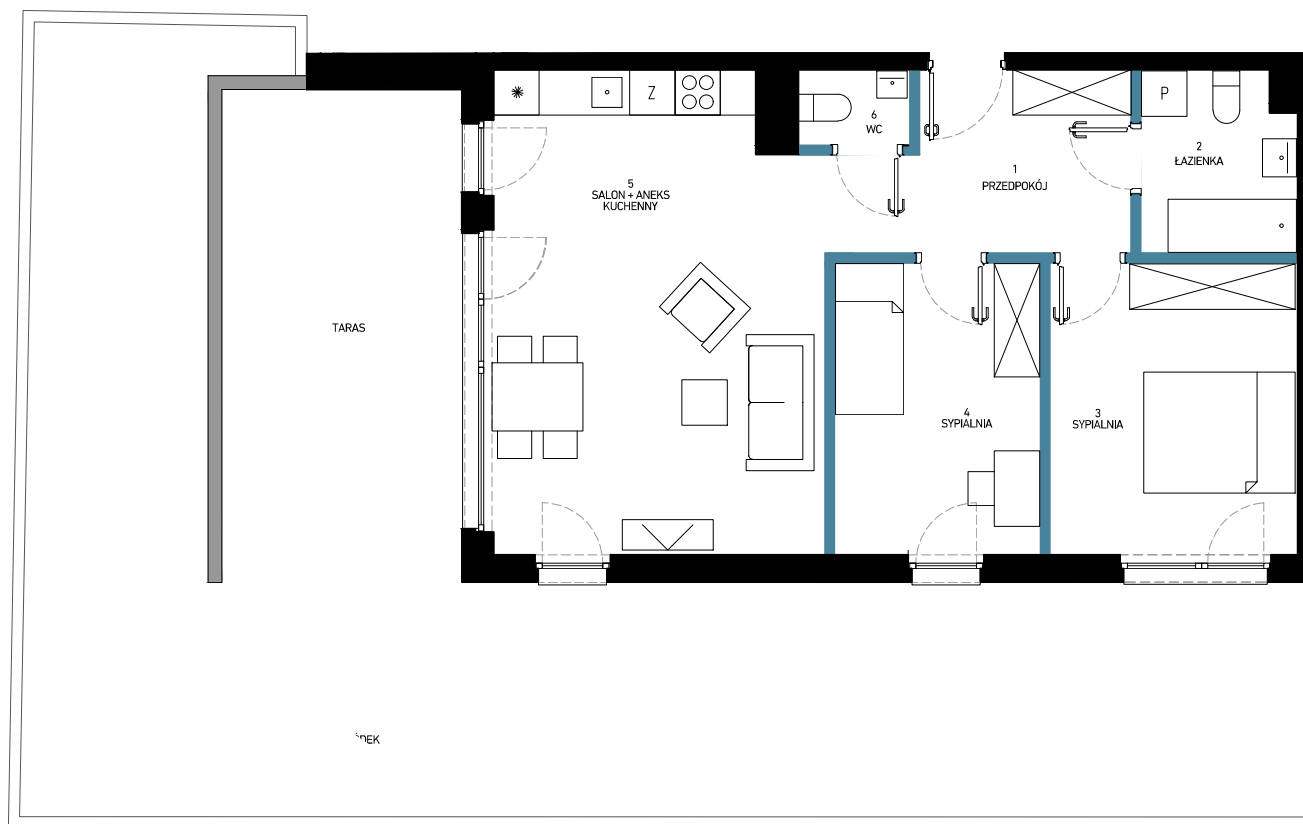 Z
6
WC
P
2
ŁAZIENKA
1
PRZEDPOKÓJ
5
SALON + ANEKS
KUCHENNY
TARAS
4
SYPIALNIA
3
SYPIALNIA